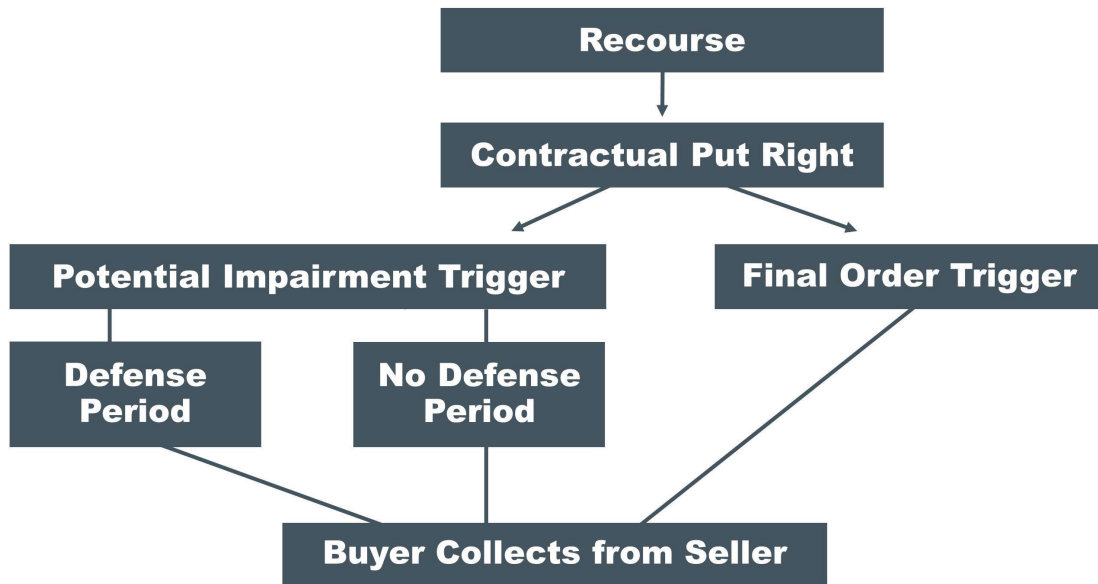 Recourse
Contractual Put Right
Potential Impairment Trigger
Final Order Trigger
Defense
Period
No Defense
Period
Buyer Collects from Seller